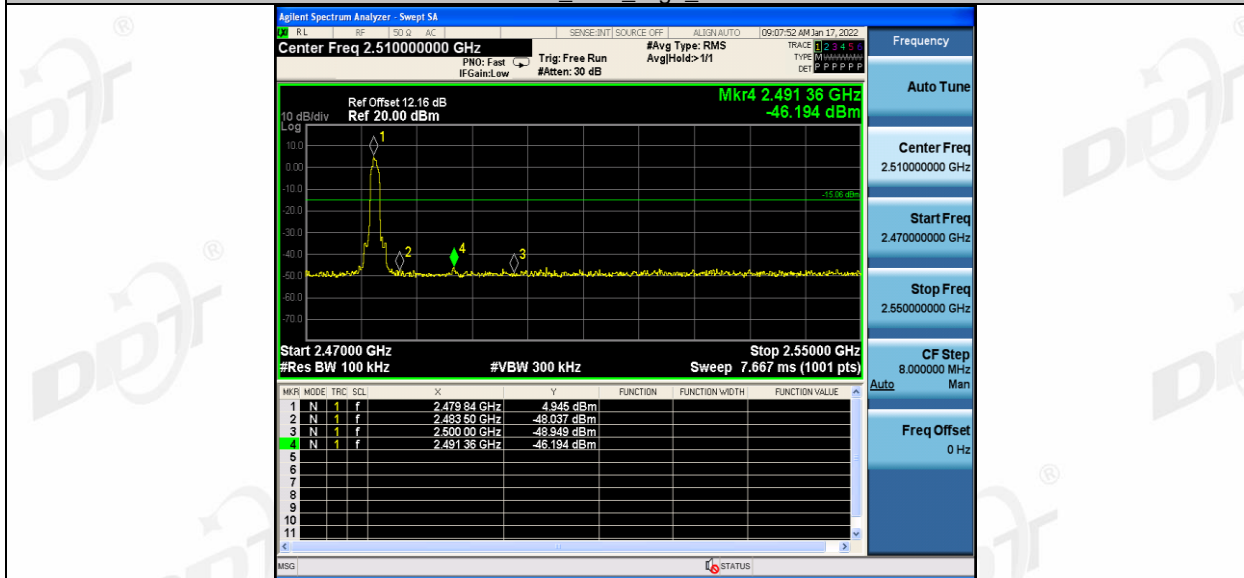 Agilent Spectrum Analyzer - Swept SA
RL RF 50 Ω AC SENSE:INT SOURCE OFF ALIGN AUTO 09:07:52 AM Jan 17, 2022
Center Freq 2.510000000 GHz
PNO: Fast
IFGain:Low
Trig: Free Run
#Atten: 30 dB
#Avg Type: RMS
Avg|Hold:>1/1
TRACE 1 2 3 4 5 6
TYPE M
DET P P P P P P
Ref Offset 12.16 dB
10 dB/div Ref 20.00 dBm
Log
Mkr4 2.491 36 GHz
-46.194 dBm
10.0
0.00
-10.0
-20.0
-30.0
-40.0
-50.0
-60.0
-70.0
1
2
4
3
-15.06 dBm
Start 2.47000 GHz Stop 2.55000 GHz
#Res BW 100 kHz #VBW 300 kHz Sweep 7.667 ms (1001 pts)
MKR MODE TRC SCL X Y FUNCTION FUNCTION WIDTH FUNCTION VALUE
1 N 1 f 2.479 84 GHz 4.945 dBm
2 N 1 f 2.483 50 GHz -48.037 dBm
3 N 1 f 2.500 00 GHz -48.949 dBm
4 N 1 f 2.491 36 GHz -46.194 dBm
5
6
7
8
9
10
11
MSG STATUS
Frequency
Auto Tune
Center Freq
2.510000000 GHz
Start Freq
2.470000000 GHz
Stop Freq
2.550000000 GHz
CF Step
8.000000 MHz
Auto Man
Freq Offset
0 Hz
DDT ®
DDT ®
DDT ®